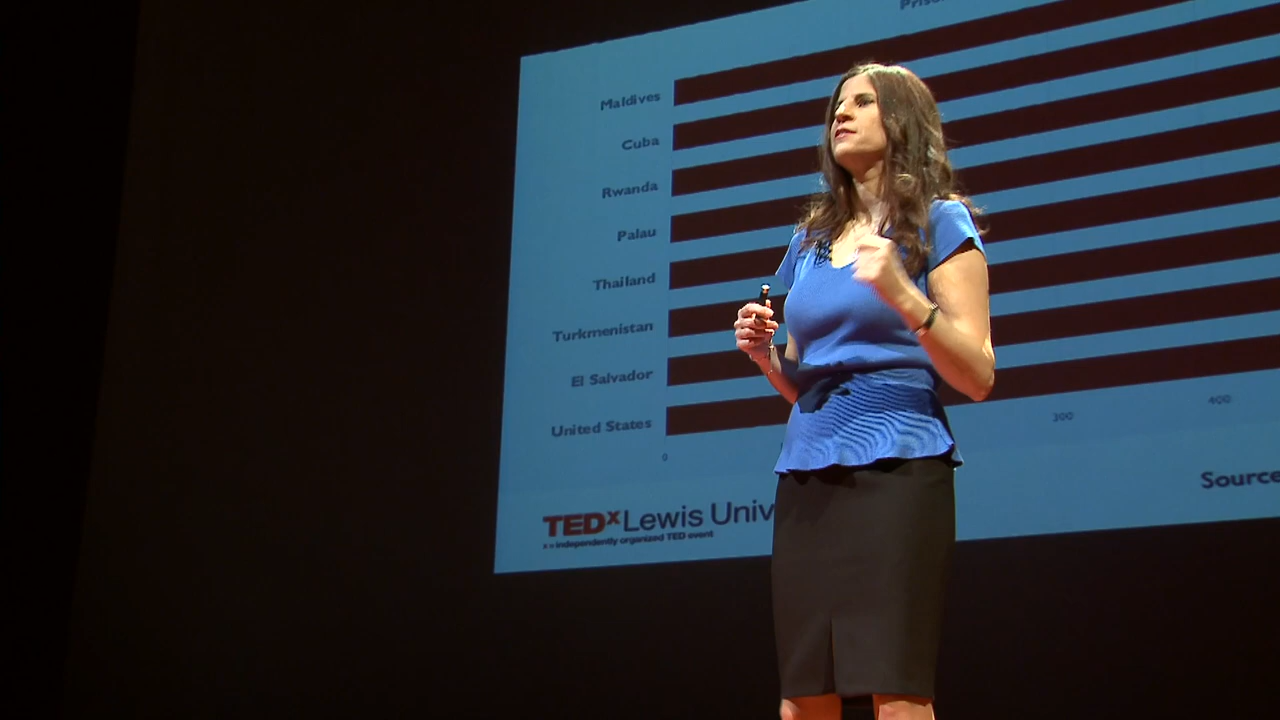 Priso
Maldives
Cuba
Rwanda
Palau
Thailand
Turkmenistan
El Salvador
United States
0
300
400
Source
TEDx Lewis Univ
x = independently organized TED event